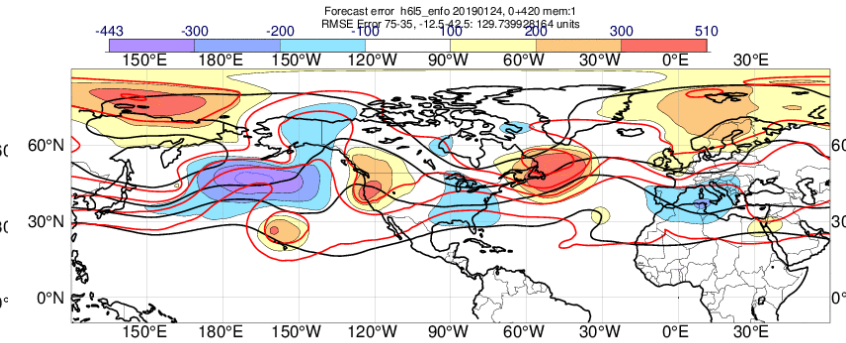 Forecast error h6l5_enfo 20190124, 0+420 mem:1
RMSE Error 75-35, -12.5-42.5: 129.739928164 units
-443 -300 -200 -100 100 200 300 510
150°E 180°E 150°W 120°W 90°W 60°W 30°W 0°E 30°E
60°N
30°N
0°N
150°E 180°E 150°W 120°W 90°W 60°W 30°W 0°E 30°E